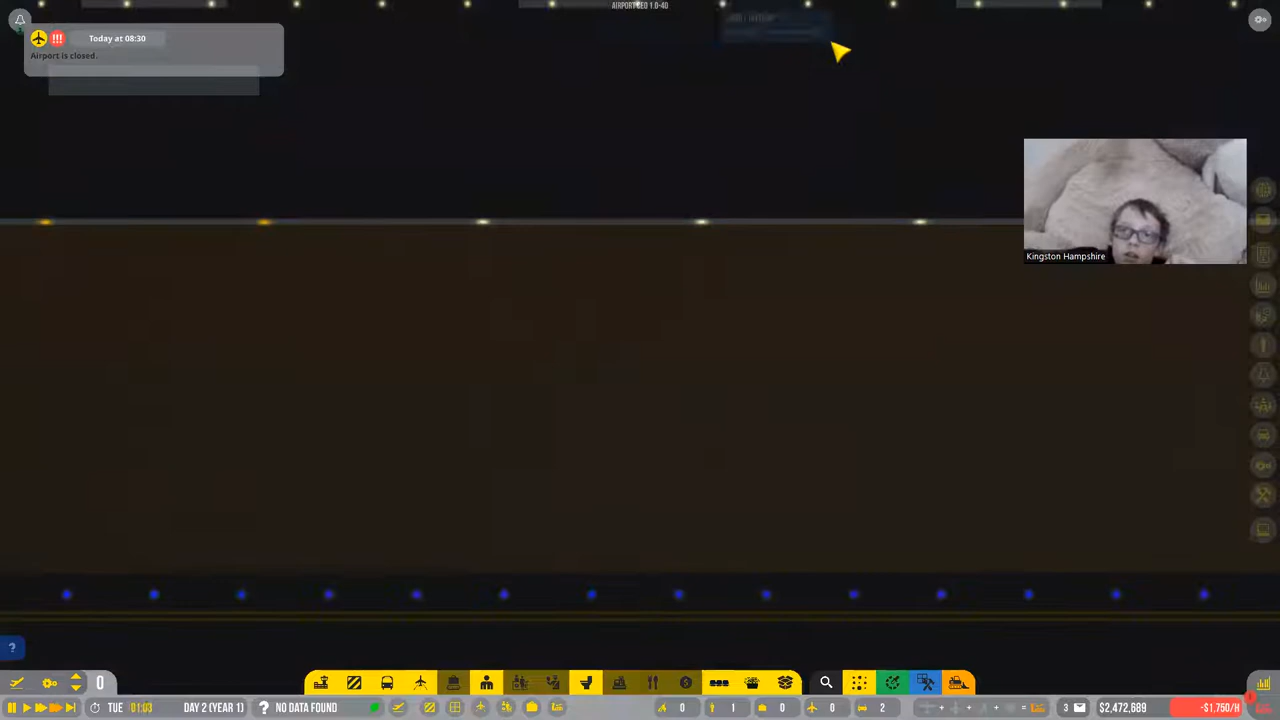 AIRPORT CEO 1.0-40
!!! Today at 08:30
Airport is closed.
Kingston Hampshire
?
0
TUE 01:03 DAY 2 (YEAR 1) ? NO DATA FOUND 0 1 0 0 2 3 $2,472,689 -$1,750/H